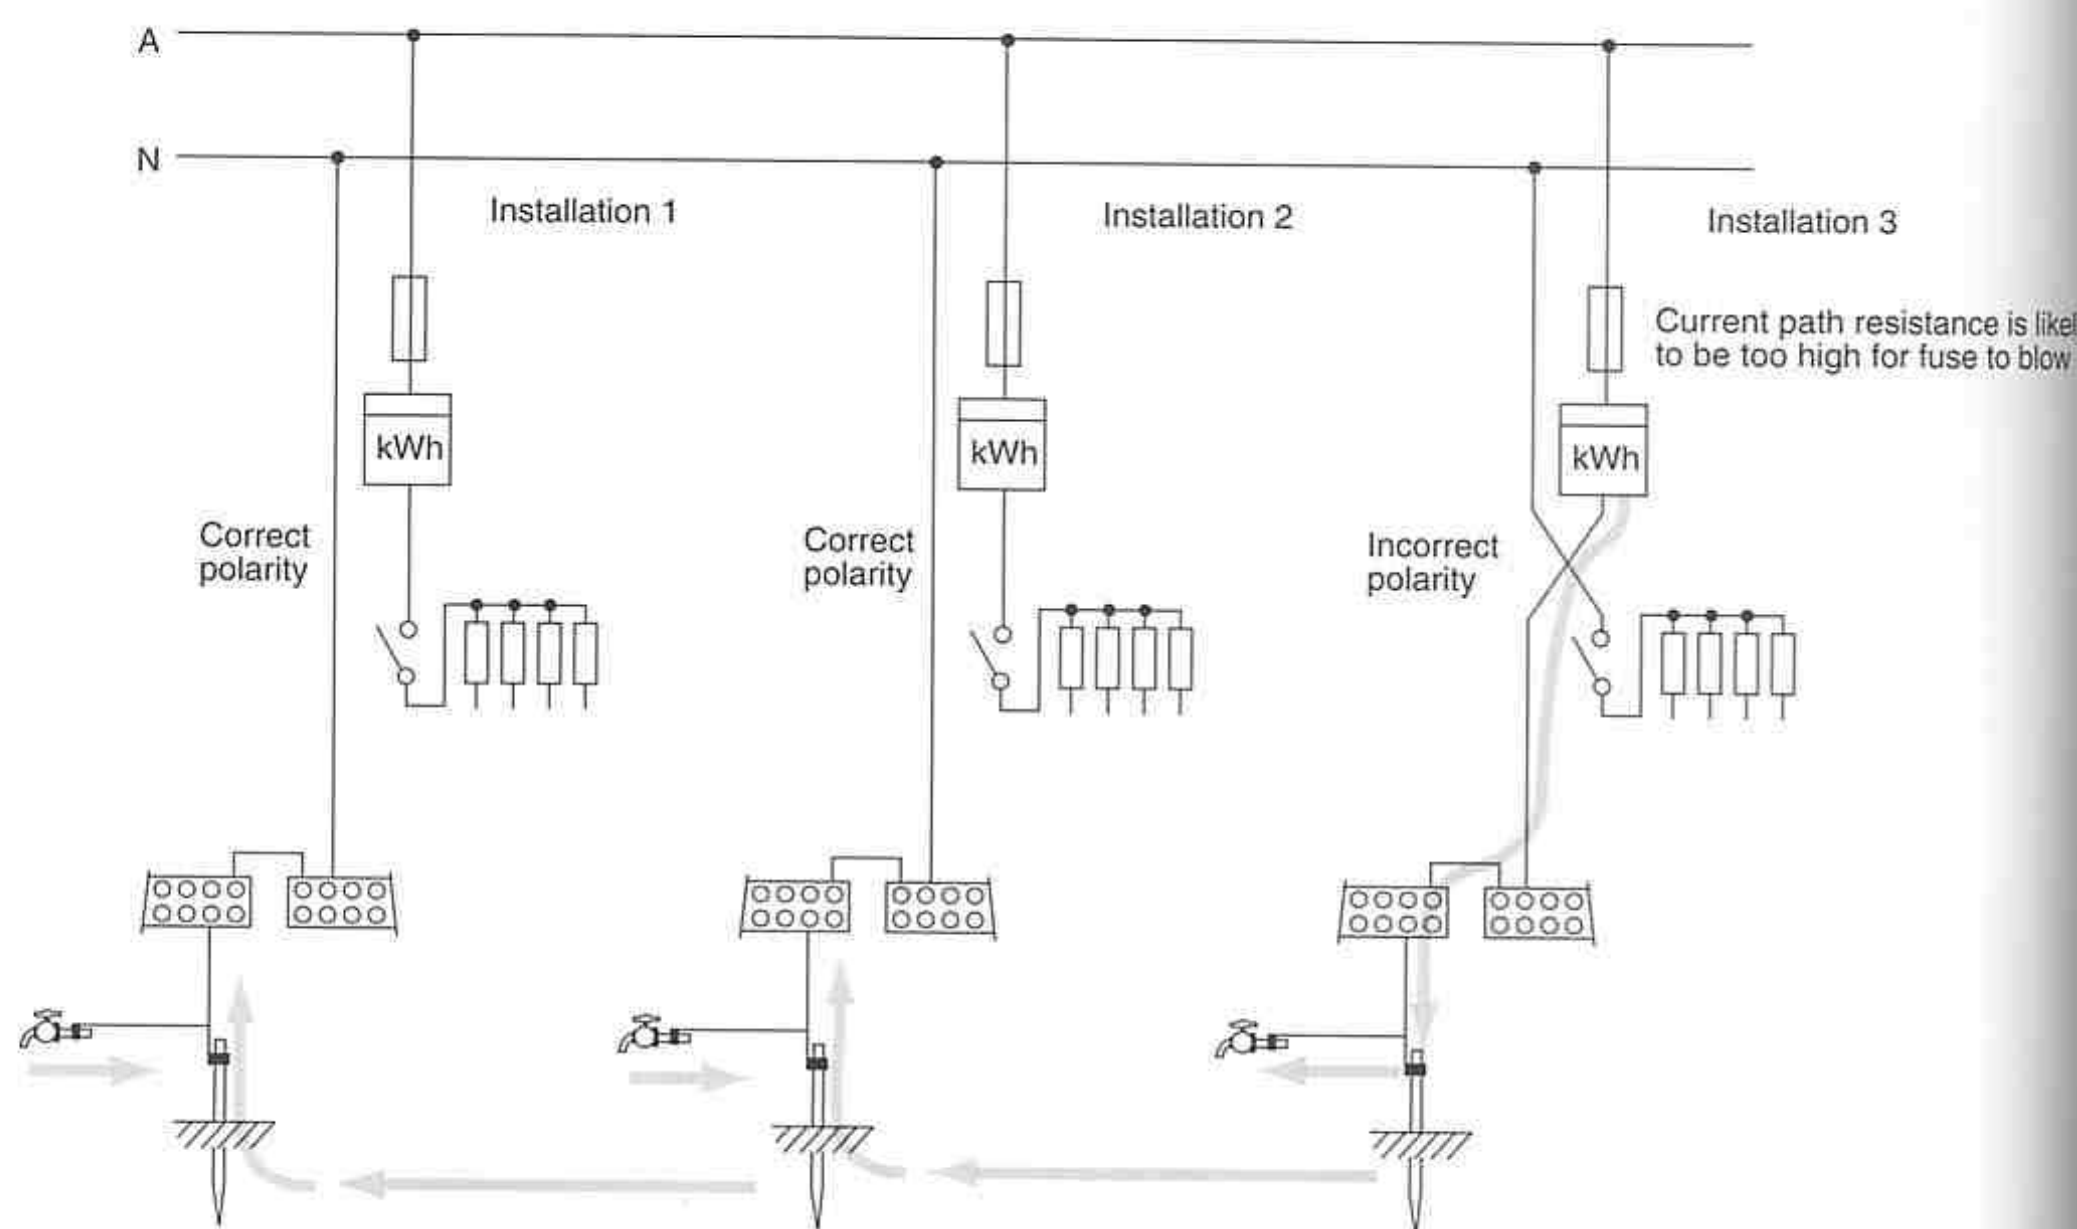 A
N
Installation 1
Installation 2
Installation 3
Current path resistance is
to be too high for fuse to blow
kWh
kWh
kWh
Correct
polarity
Correct
polarity
Incorrect
polarity